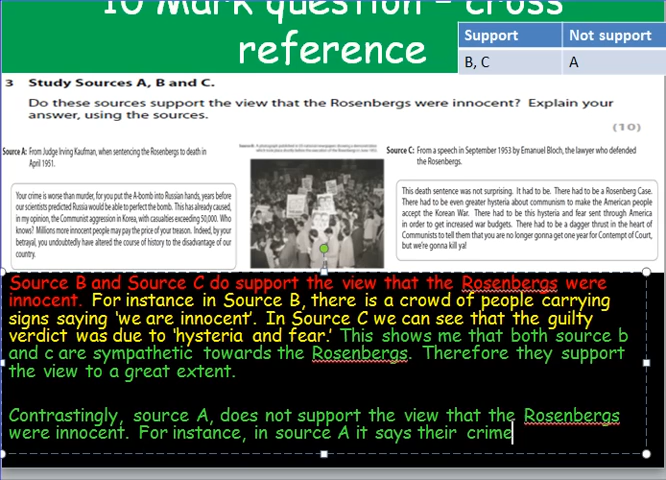 10 Mark question – cross
reference
Support Not support
B, C A
3 Study Sources A, B and C.
Do these sources support the view that the Rosenbergs were innocent? Explain your
answer, using the sources.
(10)
Source A: From Judge Irving Kaufman, when sentencing the Rosenbergs to death in
April 1951.
Your crime is worse than murder, for you put the A-bomb into Russian hands, years before
our scientists predicted Russia would be able to perfect the bomb. This has already caused,
in my opinion, the Communist aggression in Korea, with casualties exceeding 50,000. Who
knows? Millions more innocent people may pay the price of your treason. Indeed, by your
betrayal, you undoubtedly have altered the course of history to the disadvantage of our
country.
Source C: From a speech in September 1953 by Emanuel Bloch, the lawyer who defended
the Rosenbergs.
This death sentence was not surprising. It had to be. There had to be a Rosenberg Case.
There had to be even greater hysteria about communism to make the American people
accept the Korean War. There had to be this hysteria and fear sent through America
in order to get increased war budgets. There had to be a dagger thrust in the heart of
Communists to tell them that you are no longer gonna get one year for Contempt of Court,
but we're gonna kill ya!
Source B and Source C do support the view that the Rosenbergs were
innocent. For instance in Source B, there is a crowd of people carrying
signs saying 'we are innocent'. In Source C we can see that the guilty
verdict was due to 'hysteria and fear.' This shows me that both source b
and c are sympathetic towards the Rosenbergs. Therefore they support
the view to a great extent.
Contrastingly, source A, does not support the view that the Rosenbergs
were innocent. For instance, in source A it says their crime